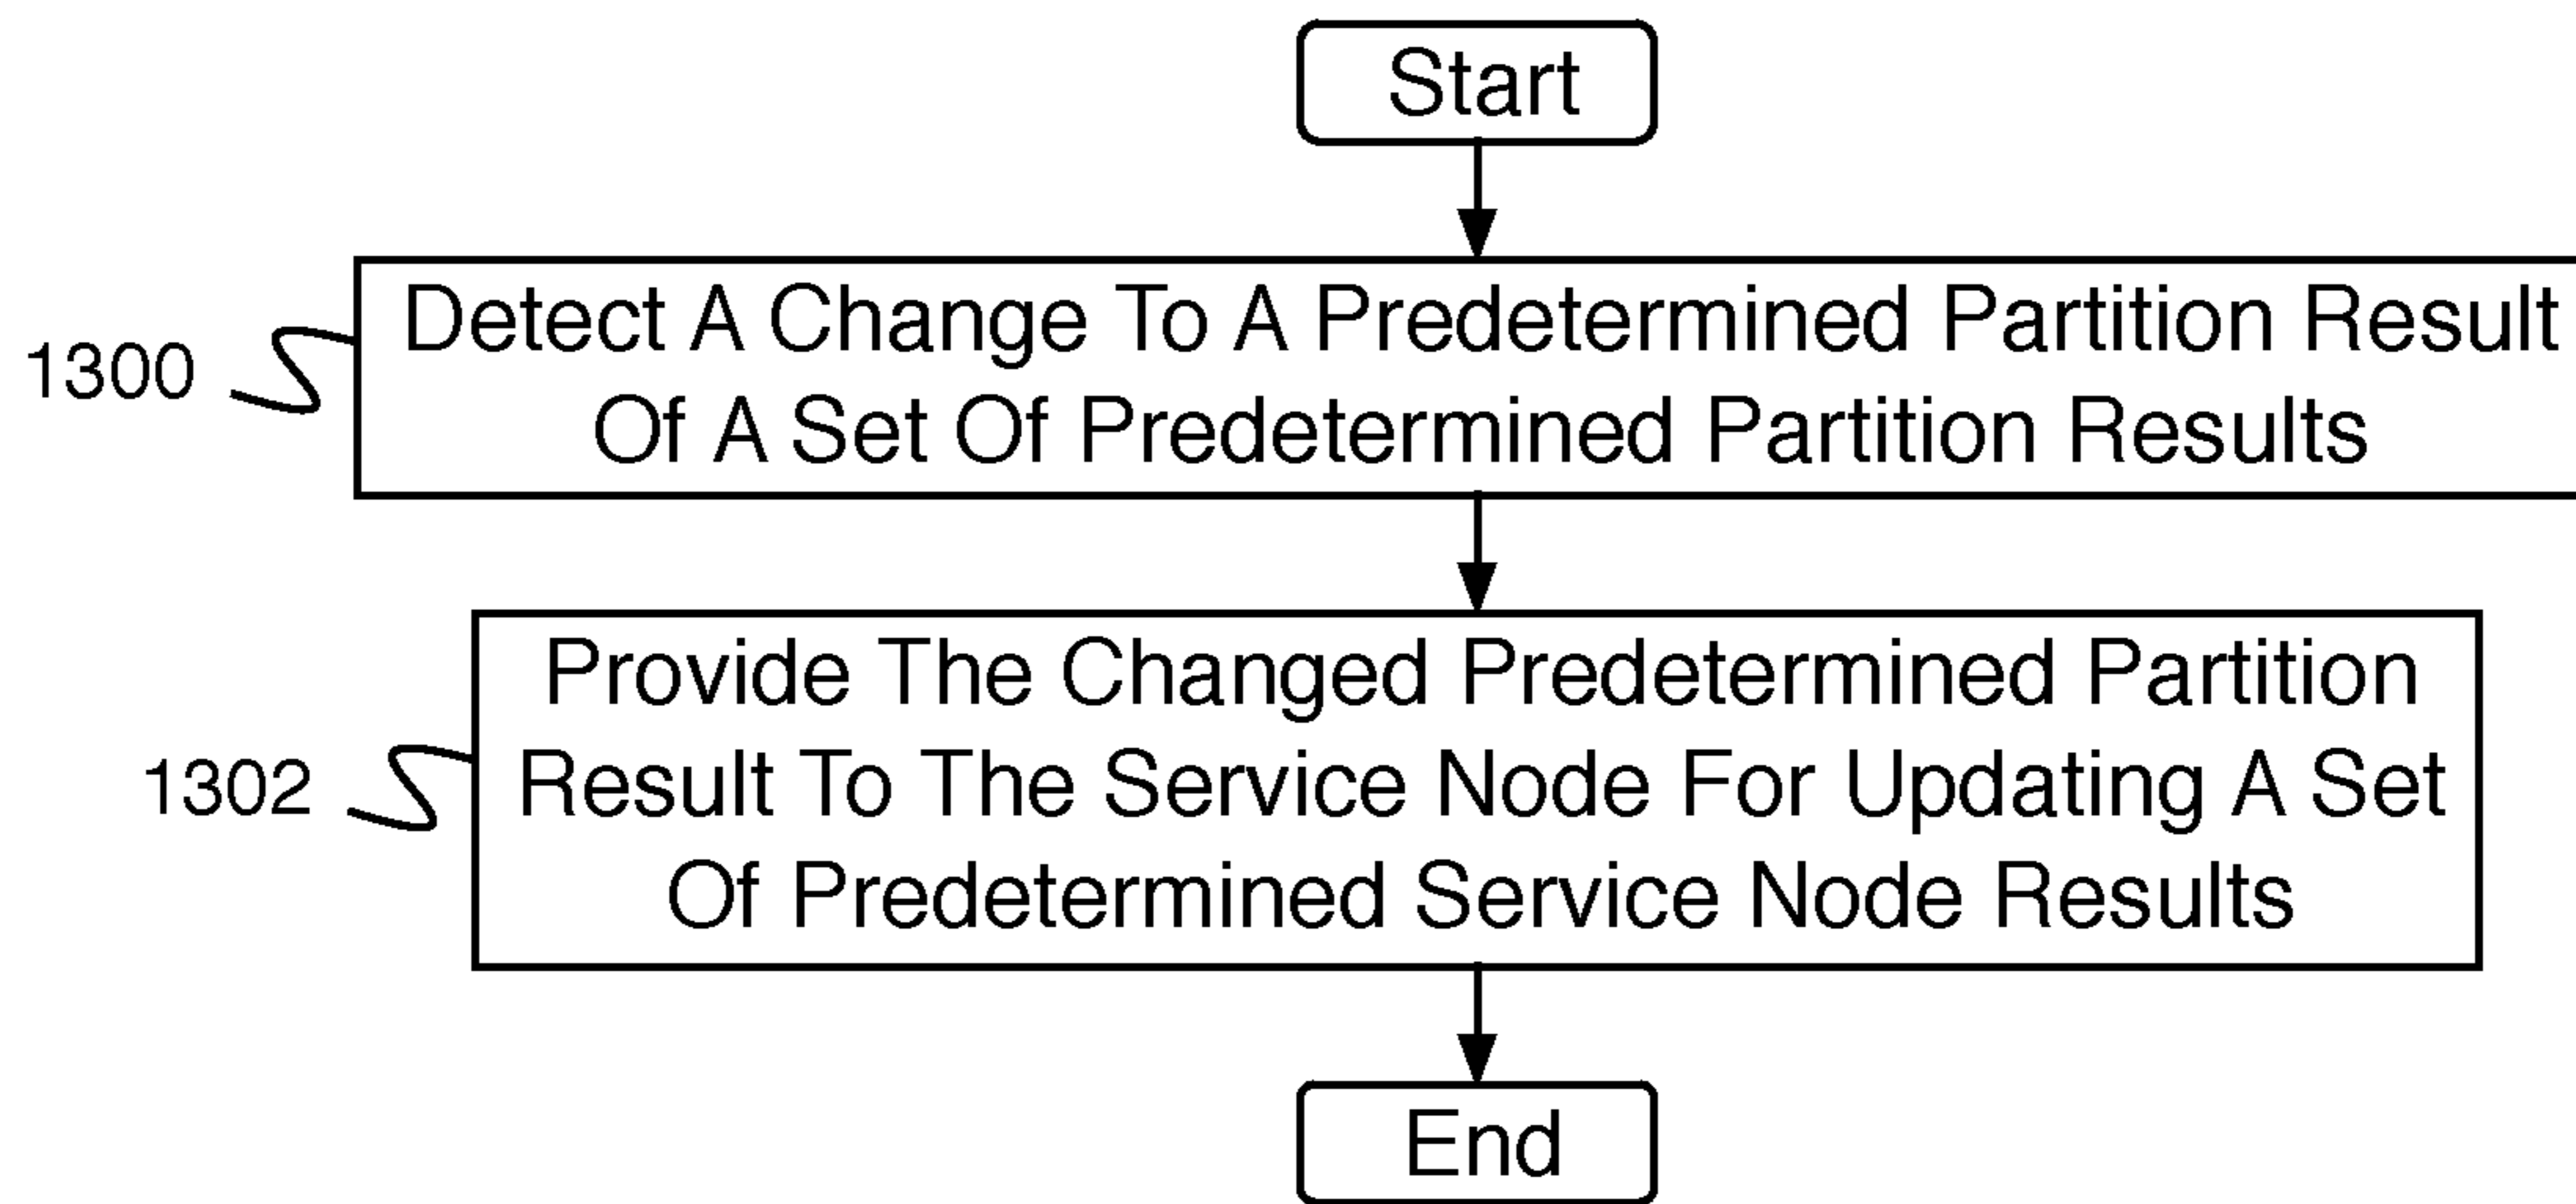 Start
1300
Detect A Change To A Predetermined Partition Result
Of A Set Of Predetermined Partition Results
1302
Provide The Changed Predetermined Partition
Result To The Service Node For Updating A Set
Of Predetermined Service Node Results
End